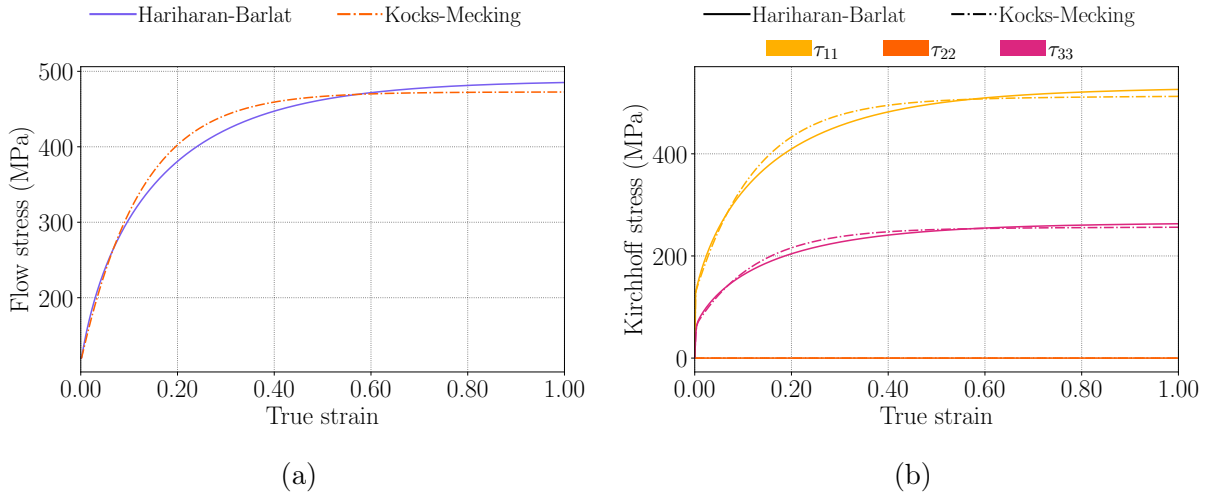 Hariharan-Barlat Kocks-Mecking
500
400
300
200
0.00 0.20 0.40 0.60 0.80 1.00
Flow stress (MPa)
True strain
(a)
Hariharan-Barlat Kocks-Mecking
τ11 τ22 τ33
400
200
0
0.00 0.20 0.40 0.60 0.80 1.00
Kirchhoff stress (MPa)
True strain
(b)